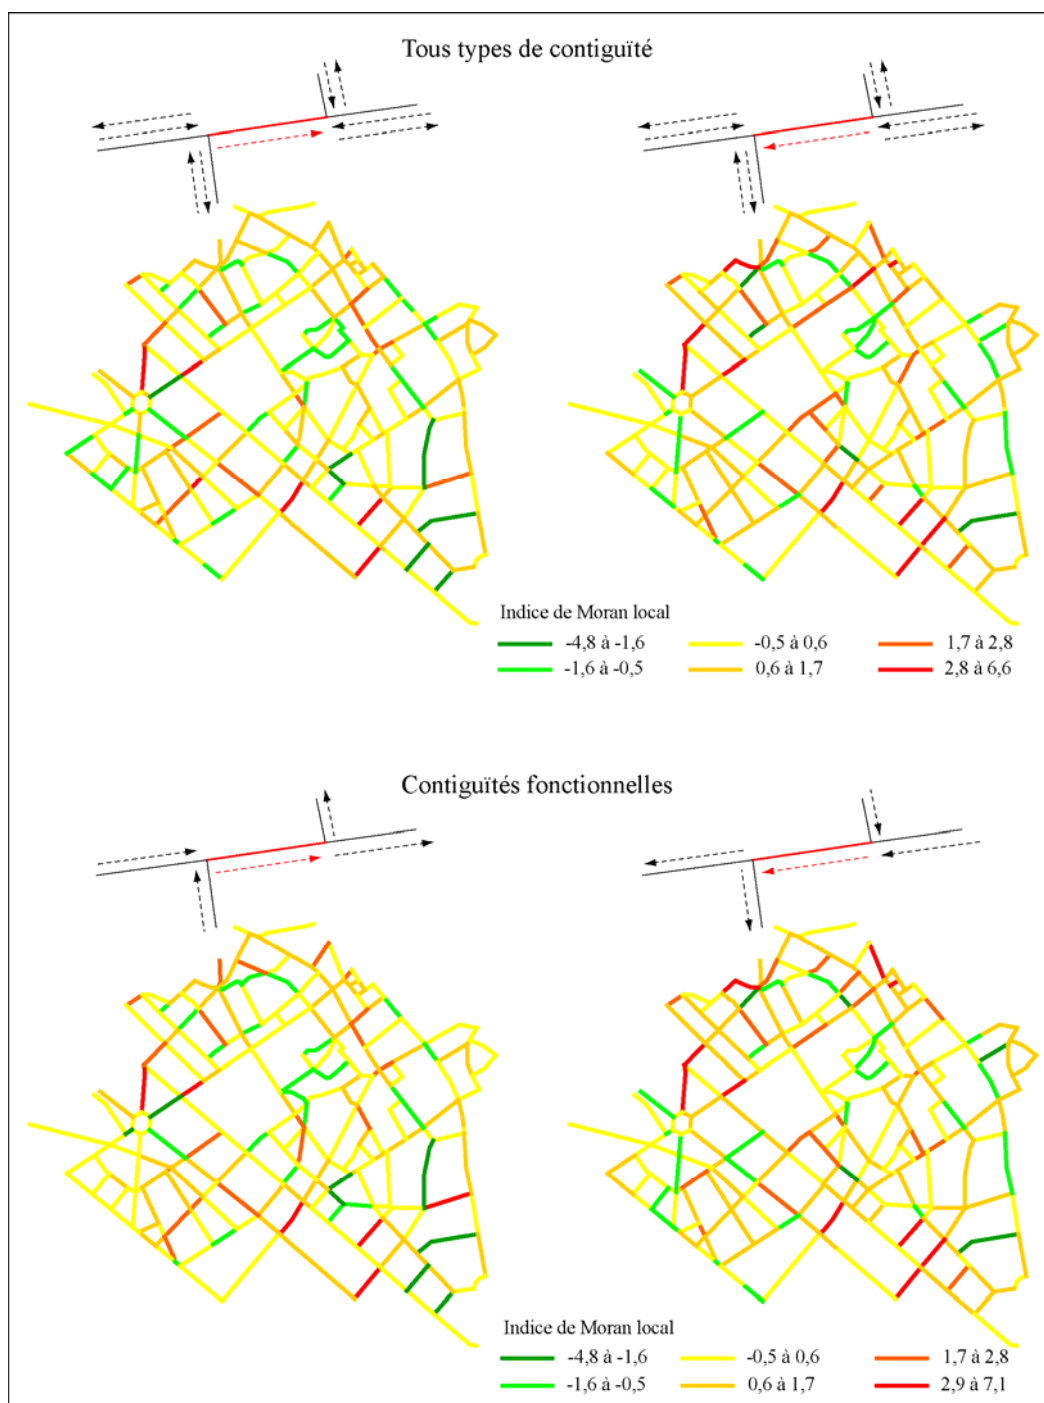 Tous types de contiguïté
Indice de Moran local
-4,8 à -1,6 -0,5 à 0,6 1,7 à 2,8
-1,6 à -0,5 0,6 à 1,7 2,8 à 6,6
Contiguïtés fonctionnelles
Indice de Moran local
-4,8 à -1,6 -0,5 à 0,6 1,7 à 2,8
-1,6 à -0,5 0,6 à 1,7 2,9 à 7,1